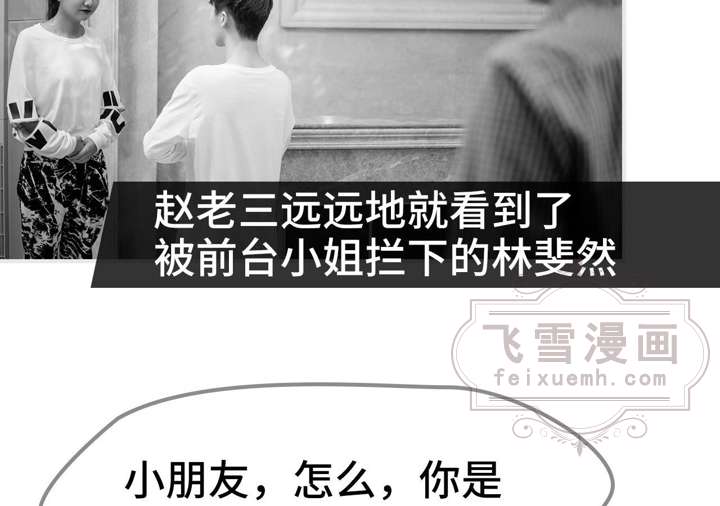 赵老三远远地就看到了
被前台小姐拦下的林斐然
飞雪漫画
feixuemh.com
小朋友，怎么，你是